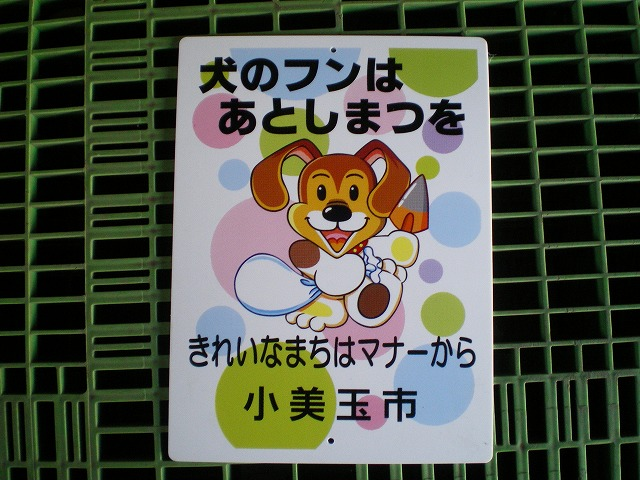 犬のフンは
あとしまつを
きれいなまちはマナーから
小美玉市